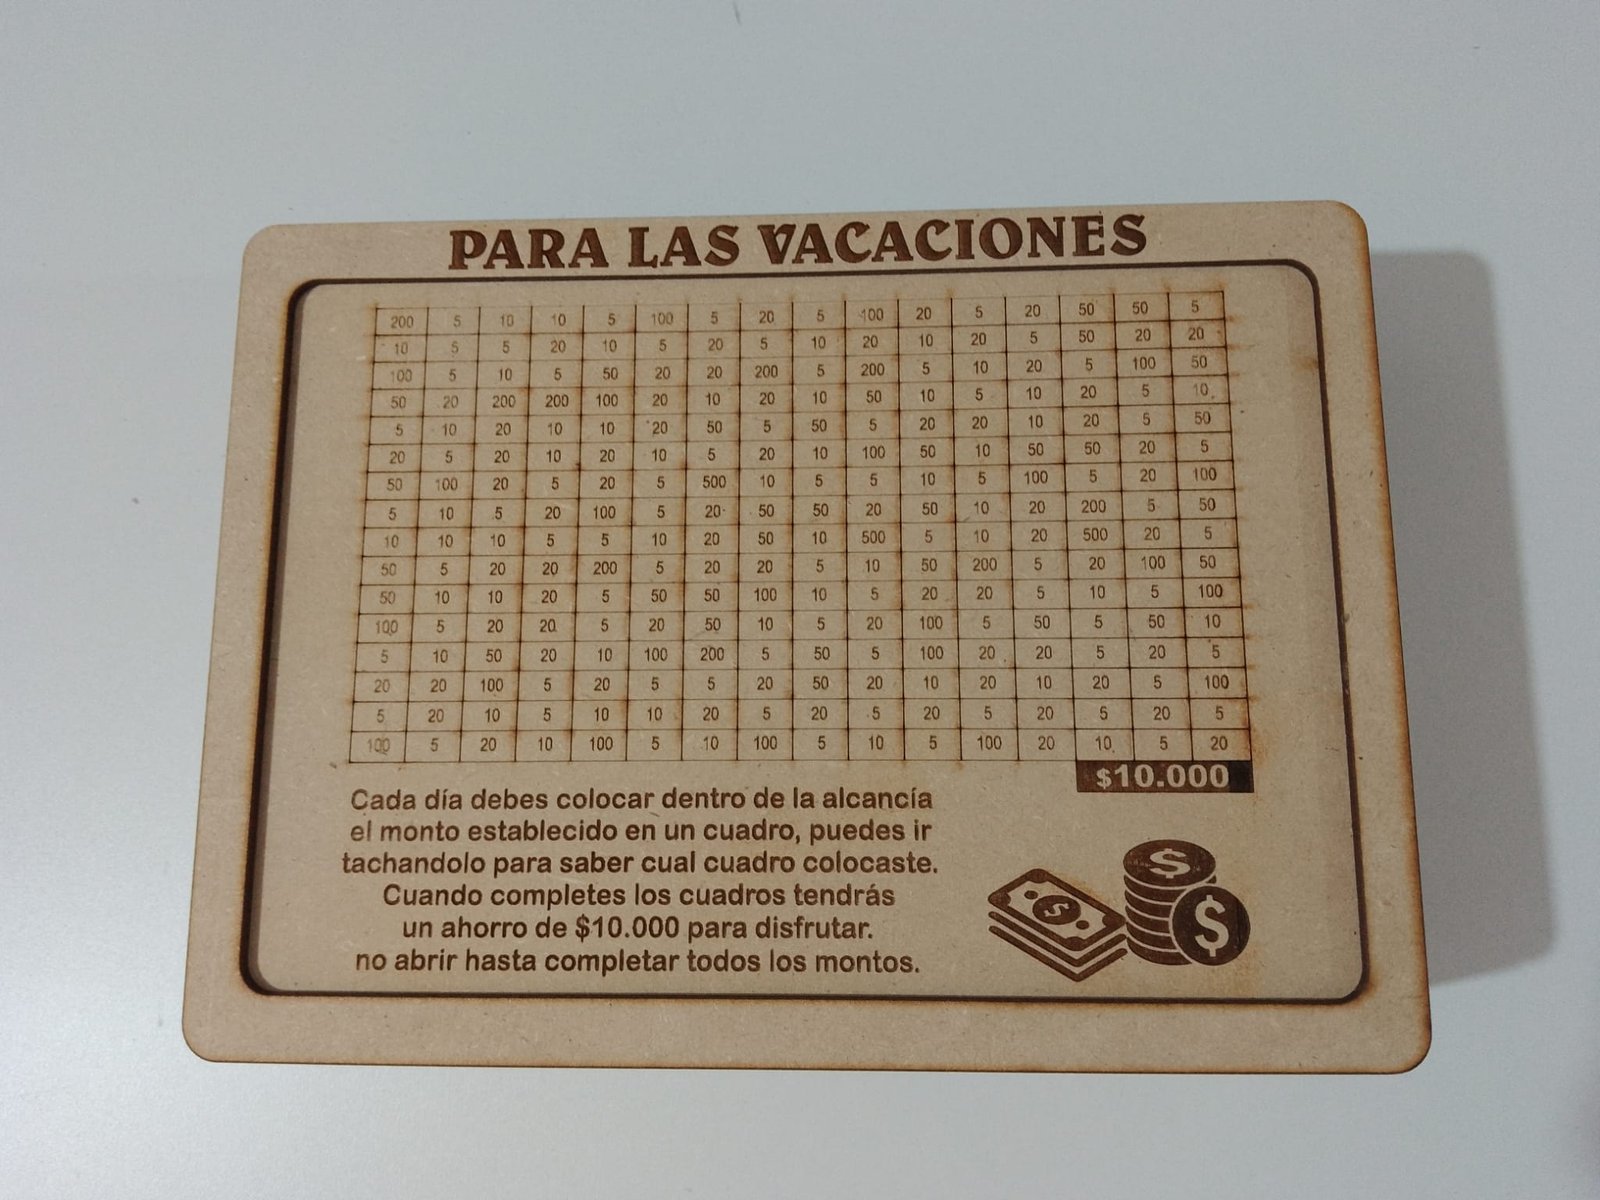 PARA LAS VACACIONES
200 5 10 10 5 100 5 20 5 100 20 5 20 50 50 5
10 5 5 20 10 5 20 5 10 20 10 20 5 50 20 20
100 5 10 5 50 20 20 200 5 200 5 10 20 5 100 50
50 20 200 200 100 20 10 20 10 50 10 5 10 20 5 10
5 10 20 10 10 20 50 5 50 5 20 20 10 20 5 50
20 5 20 10 20 10 5 20 10 100 50 10 50 50 20 5
50 100 20 5 20 5 500 10 5 5 10 5 100 5 20 100
5 10 5 20 100 5 20 50 50 20 50 10 20 200 5 50
10 10 10 5 5 10 20 50 10 500 5 10 20 500 20 5
50 5 20 20 200 5 20 20 5 10 50 200 5 20 100 50
50 10 10 20 5 50 50 100 10 5 20 20 5 10 5 100
100 5 20 20 5 20 50 10 5 20 100 5 50 5 50 10
5 10 50 20 10 100 200 5 50 5 100 20 20 5 20 5
20 20 100 5 20 5 5 20 50 20 10 20 10 20 5 100
5 20 10 5 10 10 20 5 20 5 20 5 20 5 20 5
100 5 20 10 100 5 10 100 5 10 5 100 20 10 5 20
$10.000
Cada día debes colocar dentro de la alcancía
el monto establecido en un cuadro, puedes ir
tachandolo para saber cual cuadro colocaste.
Cuando completes los cuadros tendrás
un ahorro de $10.000 para disfrutar.
no abrir hasta completar todos los montos.
$
$
$